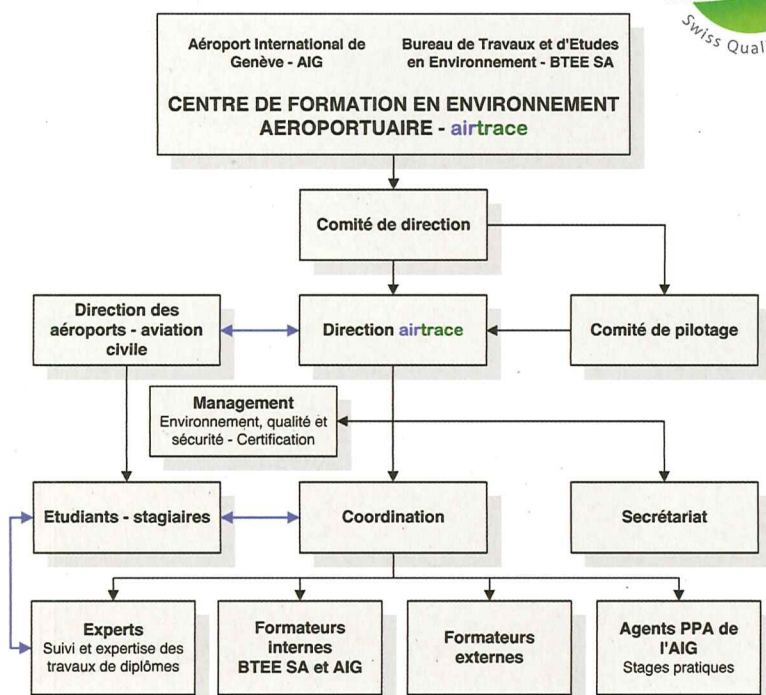 Swiss Quali
Aéroport International de
Genève - AIG
Bureau de Travaux et d'Etudes
en Environnement - BTEE SA
CENTRE DE FORMATION EN ENVIRONNEMENT
AEROPORTUAIRE - airtrace
Comité de direction
Direction des
aéroports - aviation
civile
Direction airtrace
Comité de pilotage
Management
Environnement, qualité et
sécurité - Certification
Etudiants - stagiaires
Coordination
Secrétariat
Experts
Suivi et expertise des
travaux de diplômes
Formateurs
internes
BTEE SA et AIG
Formateurs
externes
Agents PPA de
l'AIG
Stages pratiques